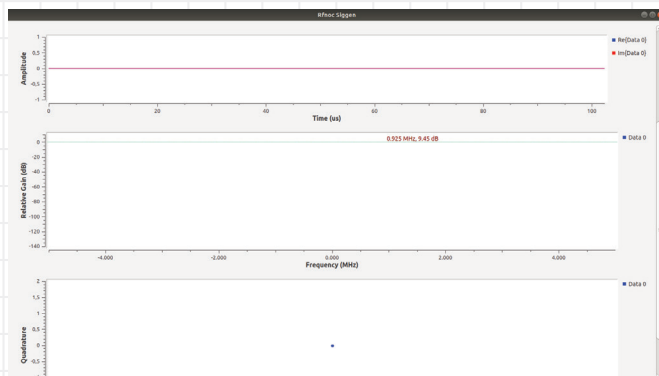 Rfnoc Siggen
1
0.5
0
-0.5
-1
Amplitude
0
20
40
60
80
100
Time (us)
Re{Data 0}
Im{Data 0}
0.925 MHz, 9.45 dB
0
-20
-40
-60
-80
-100
-120
-140
Relative Gain (dB)
-4.000
-2.000
0.000
2.000
4.000
Frequency (MHz)
Data 0
2
1.5
1
0.5
0
-0.5
Quadrature
Data 0